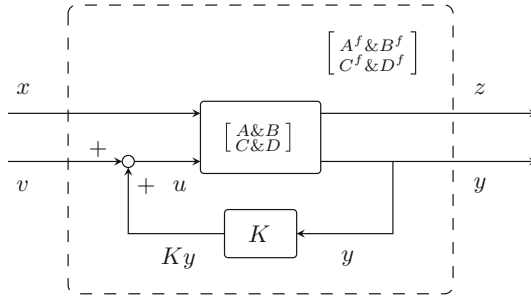 [ A^f&B^f
C^f&D^f ]
x
z
[ A&B
C&D ]
+
v
+
u
y
K
Ky
y